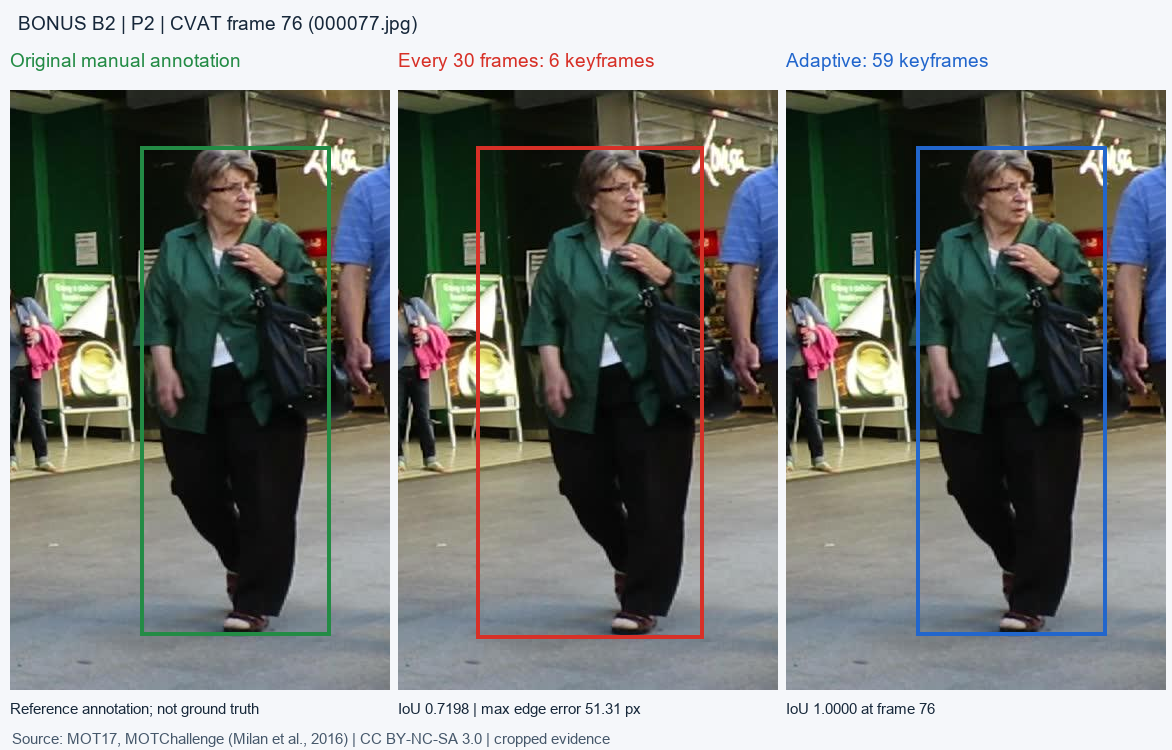 BONUS B2 | P2 | CVAT frame 76 (000077.jpg)
Original manual annotation
Every 30 frames: 6 keyframes
Adaptive: 59 keyframes
Reference annotation; not ground truth
IoU 0.7198 | max edge error 51.31 px
IoU 1.0000 at frame 76
Source: MOT17, MOTChallenge (Milan et al., 2016) | CC BY-NC-SA 3.0 | cropped evidence